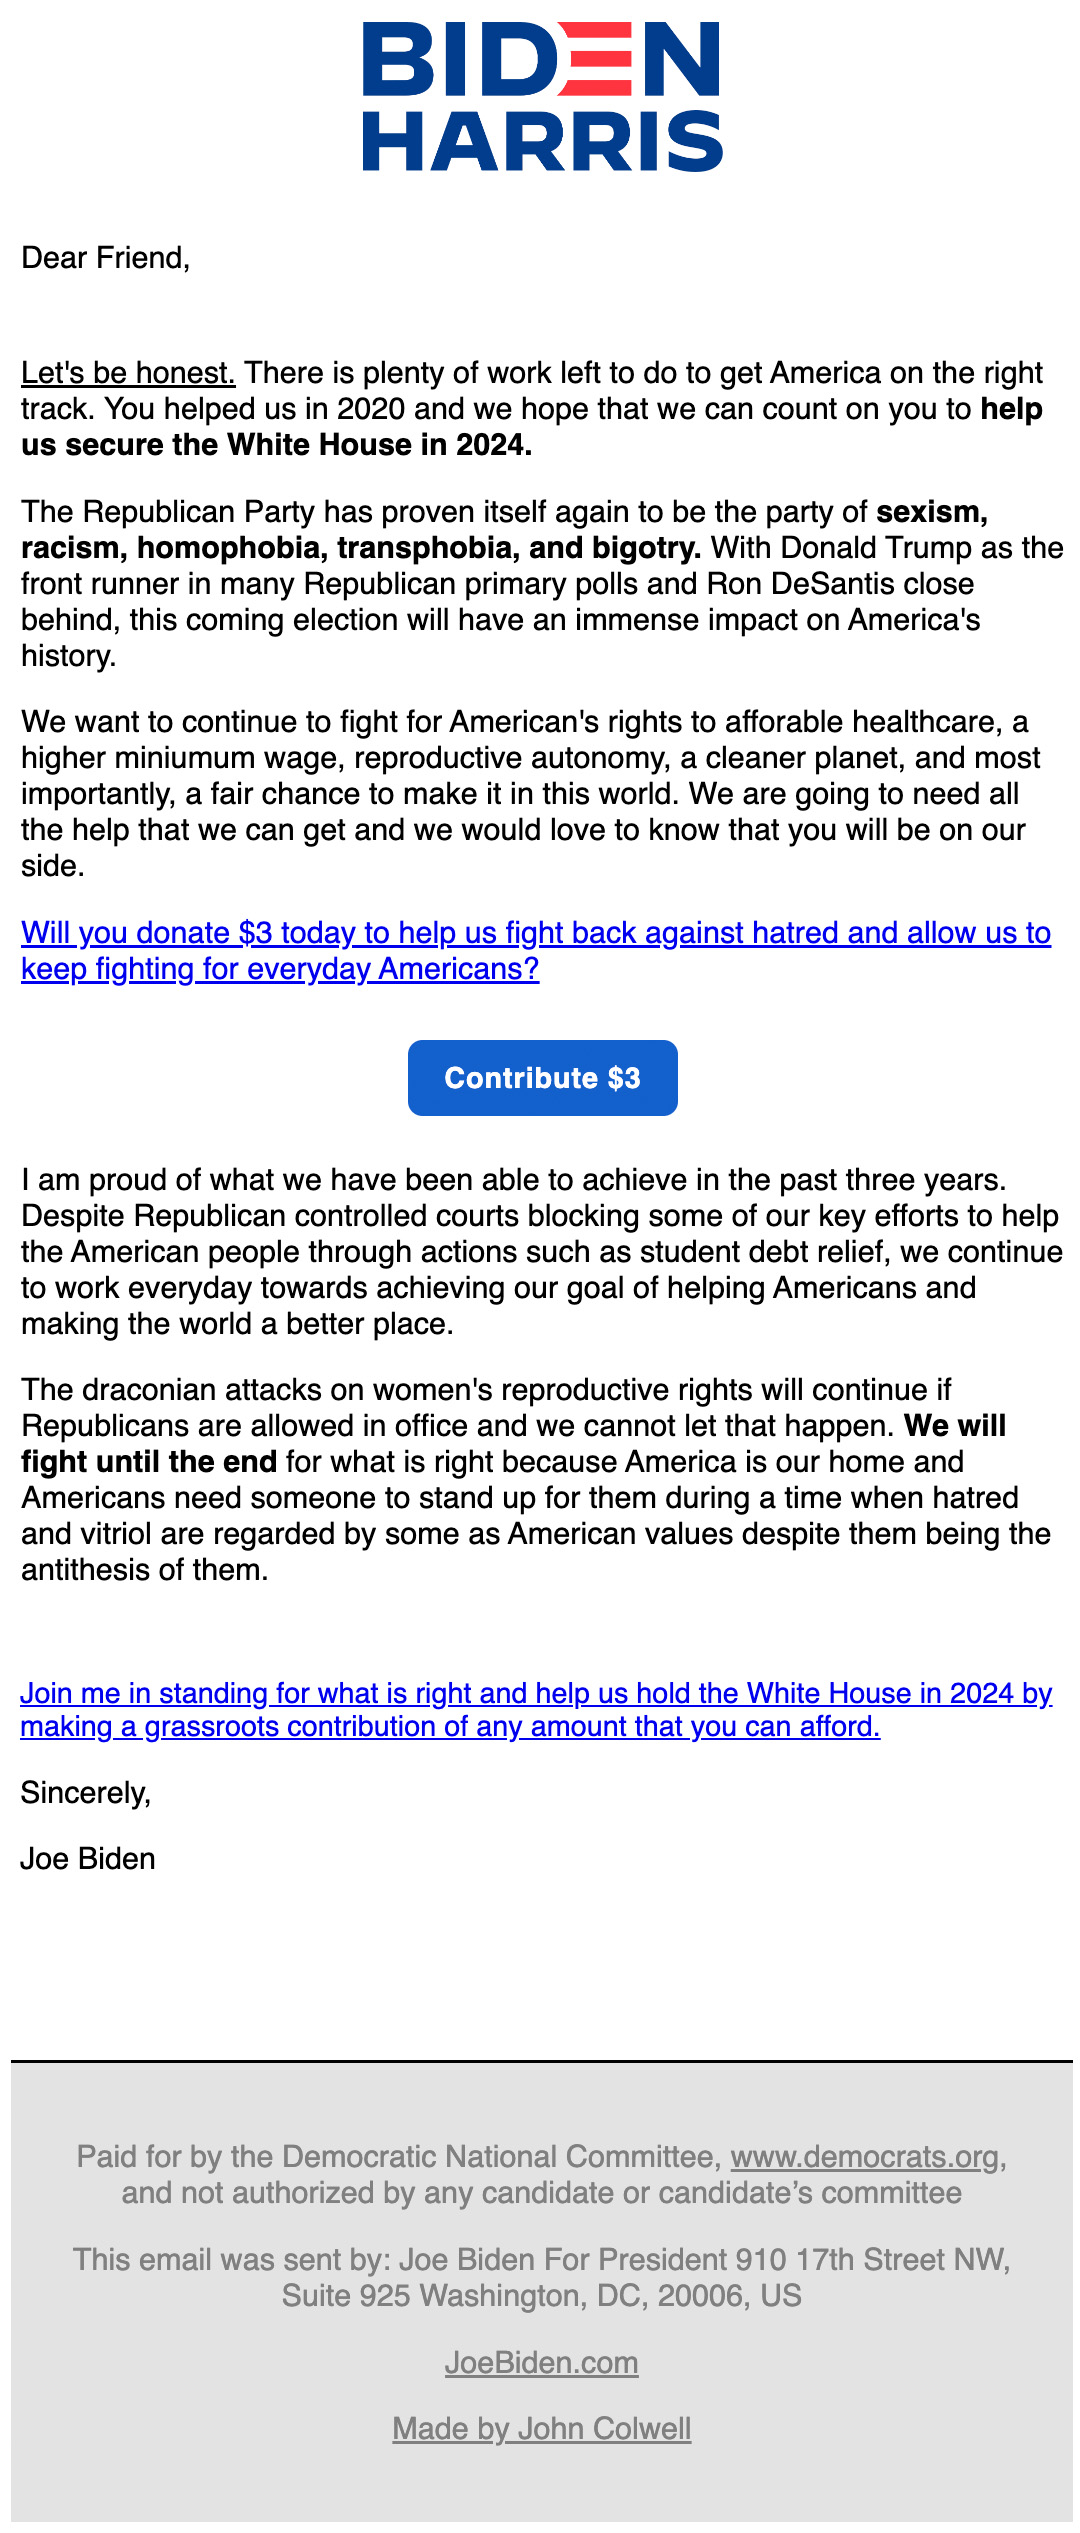 BIDEN
HARRIS
Dear Friend,
Let's be honest. There is plenty of work left to do to get America on the right
track. You helped us in 2020 and we hope that we can count on you to help
us secure the White House in 2024.
The Republican Party has proven itself again to be the party of sexism,
racism, homophobia, transphobia, and bigotry. With Donald Trump as the
front runner in many Republican primary polls and Ron DeSantis close
behind, this coming election will have an immense impact on America's
history.
We want to continue to fight for American's rights to afforable healthcare, a
higher miniumum wage, reproductive autonomy, a cleaner planet, and most
importantly, a fair chance to make it in this world. We are going to need all
the help that we can get and we would love to know that you will be on our
side.
Will you donate $3 today to help us fight back against hatred and allow us to
keep fighting for everyday Americans?
Contribute $3
I am proud of what we have been able to achieve in the past three years.
Despite Republican controlled courts blocking some of our key efforts to help
the American people through actions such as student debt relief, we continue
to work everyday towards achieving our goal of helping Americans and
making the world a better place.
The draconian attacks on women's reproductive rights will continue if
Republicans are allowed in office and we cannot let that happen. We will
fight until the end for what is right because America is our home and
Americans need someone to stand up for them during a time when hatred
and vitriol are regarded by some as American values despite them being the
antithesis of them.
Join me in standing for what is right and help us hold the White House in 2024 by
making a grassroots contribution of any amount that you can afford.
Sincerely,
Joe Biden
Paid for by the Democratic National Committee, www.democrats.org,
and not authorized by any candidate or candidate’s committee
This email was sent by: Joe Biden For President 910 17th Street NW,
Suite 925 Washington, DC, 20006, US
JoeBiden.com
Made by John Colwell